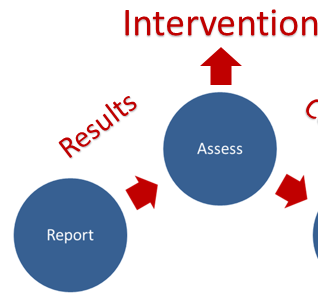 Intervention
Results
Assess
Report